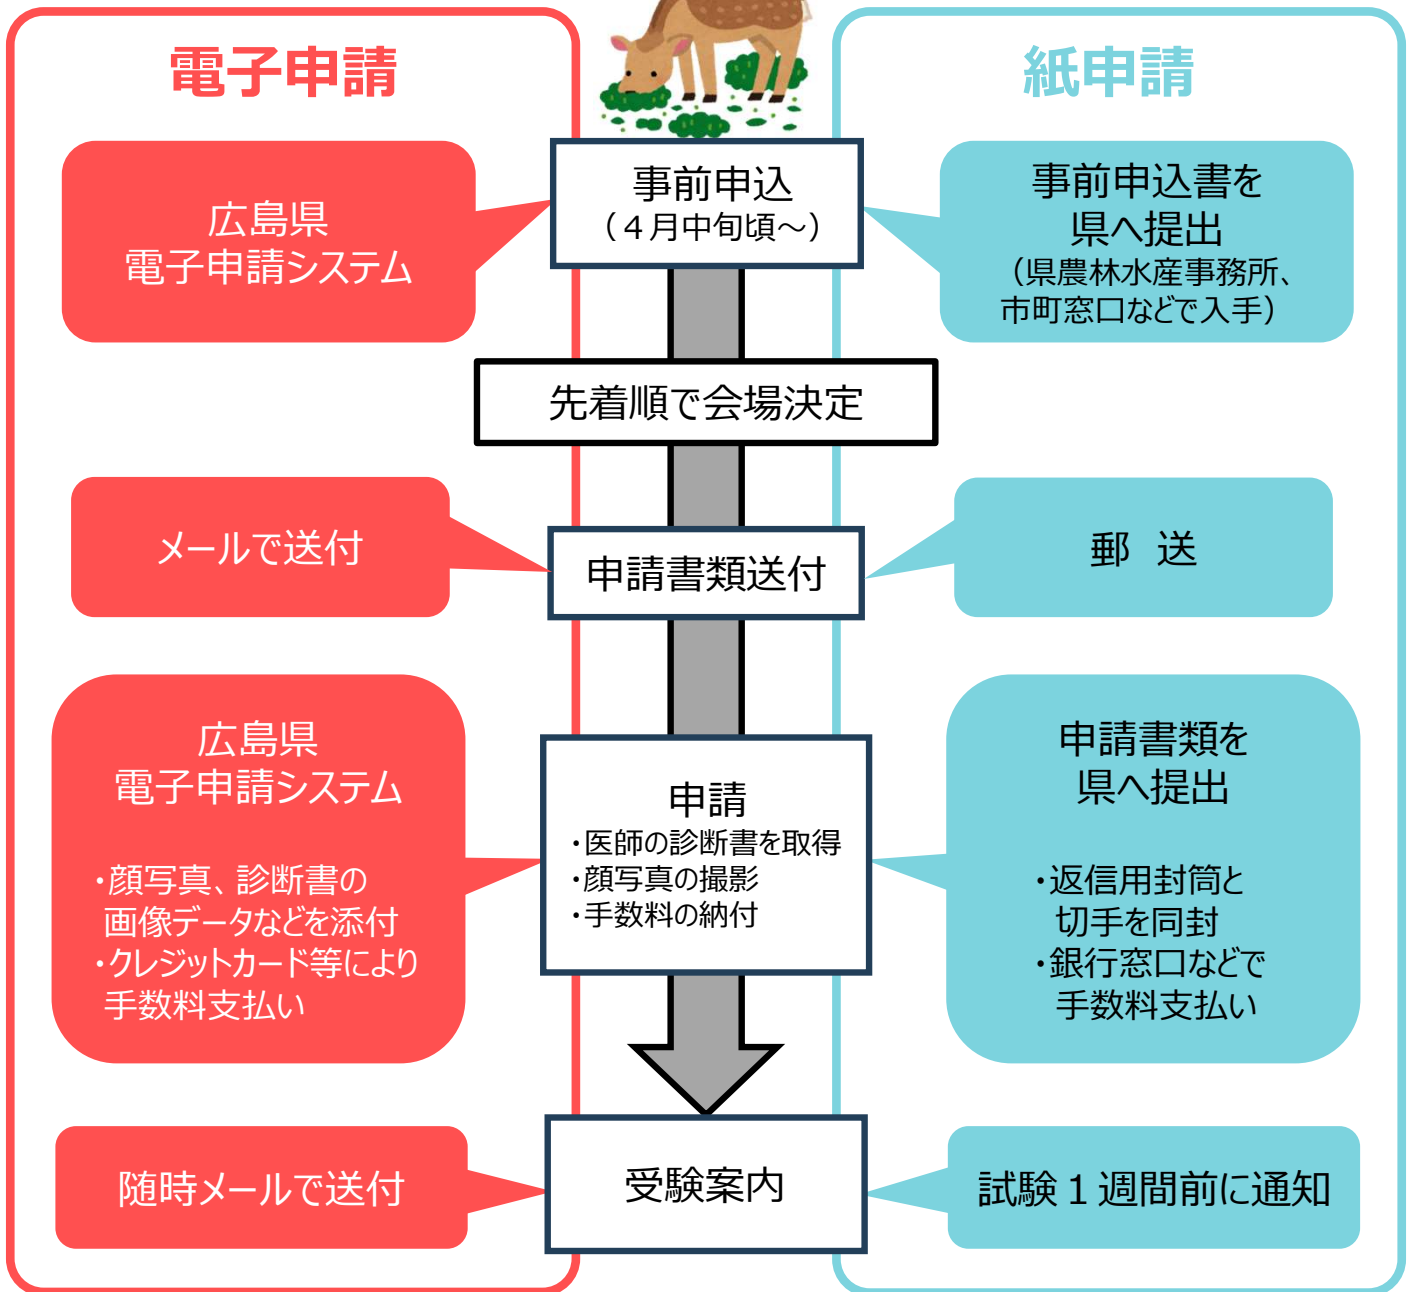 電子申請
紙申請
広島県
電子申請システム
事前申込
（４月中旬頃～）
事前申込書を
県へ提出
（県農林水産事務所、
市町窓口などで入手）
先着順で会場決定
メールで送付
申請書類送付
郵　送
広島県
電子申請システム
・顔写真、診断書の
画像データなどを添付
・クレジットカード等により
手数料支払い
申請
・医師の診断書を取得
・顔写真の撮影
・手数料の納付
申請書類を
県へ提出
・返信用封筒と
切手を同封
・銀行窓口などで
手数料支払い
随時メールで送付
受験案内
試験１週間前に通知